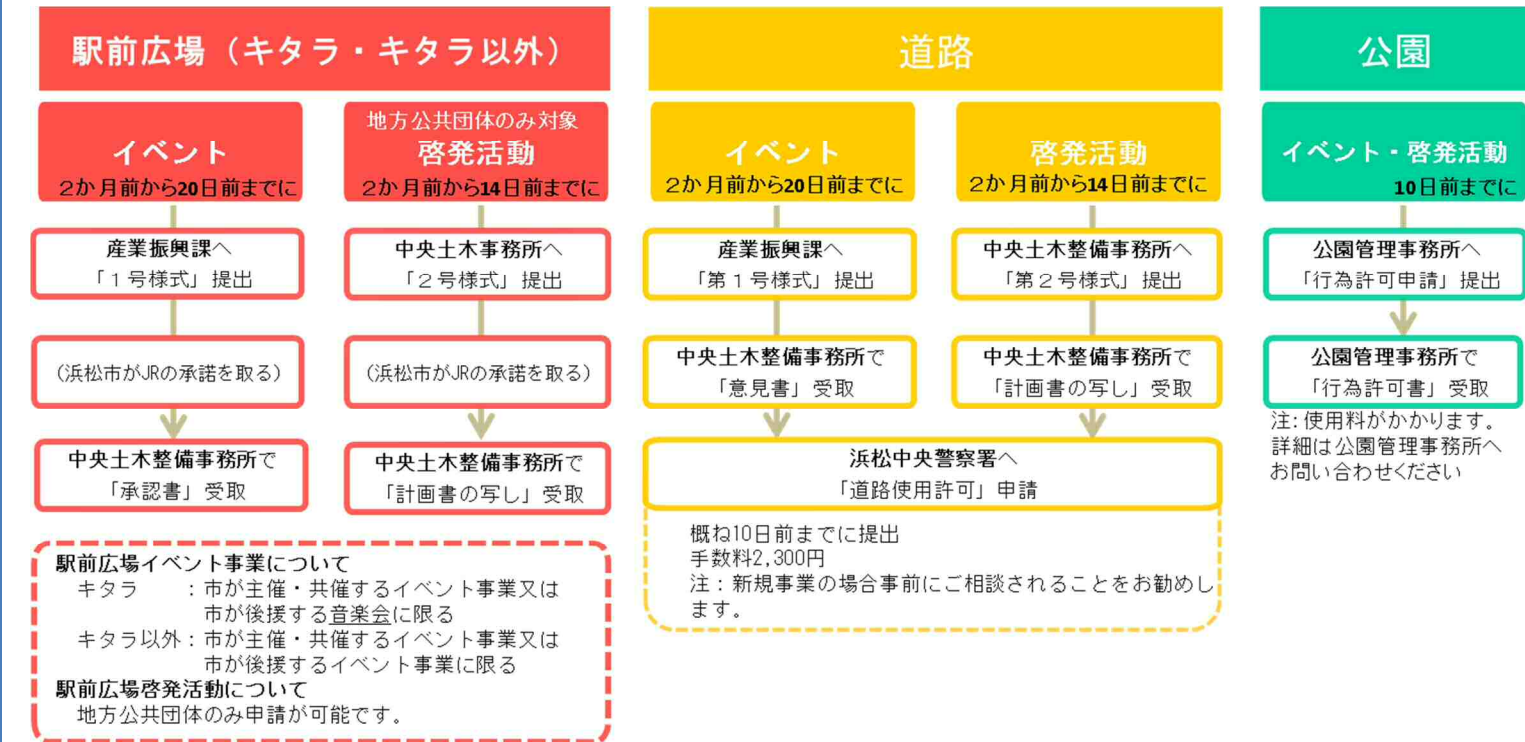 駅前広場（キタラ・キタラ以外）
イベント
２か月前から20日前までに
産業振興課へ
「１号様式」提出
（浜松市がJRの承諾を取る）
中央土木整備事務所で
「承認書」受取
地方公共団体のみ対象
啓発活動
２か月前から14日前までに
中央土木事務所へ
「２号様式」提出
（浜松市がJRの承諾を取る）
中央土木整備事務所で
「計画書の写し」受取
駅前広場イベント事業について
キタラ　　：市が主催・共催するイベント事業又は
市が後援する音楽会に限る
キタラ以外：市が主催・共催するイベント事業又は
市が後援するイベント事業に限る
駅前広場啓発活動について
地方公共団体のみ申請が可能です。
道路
イベント
２か月前から20日前までに
産業振興課へ
「第１号様式」提出
中央土木整備事務所で
「意見書」受取
啓発活動
２か月前から14日前までに
中央土木整備事務所へ
「第２号様式」提出
中央土木整備事務所で
「計画書の写し」受取
浜松中央警察署へ
「道路使用許可」申請
概ね10日前までに提出
手数料2,300円
注：新規事業の場合事前にご相談されることをお勧めし
ます。
公園
イベント・啓発活動
10日前までに
公園管理事務所へ
「行為許可申請」提出
公園管理事務所で
「行為許可書」受取
注：使用料がかかります。
詳細は公園管理事務所へ
お問い合わせください